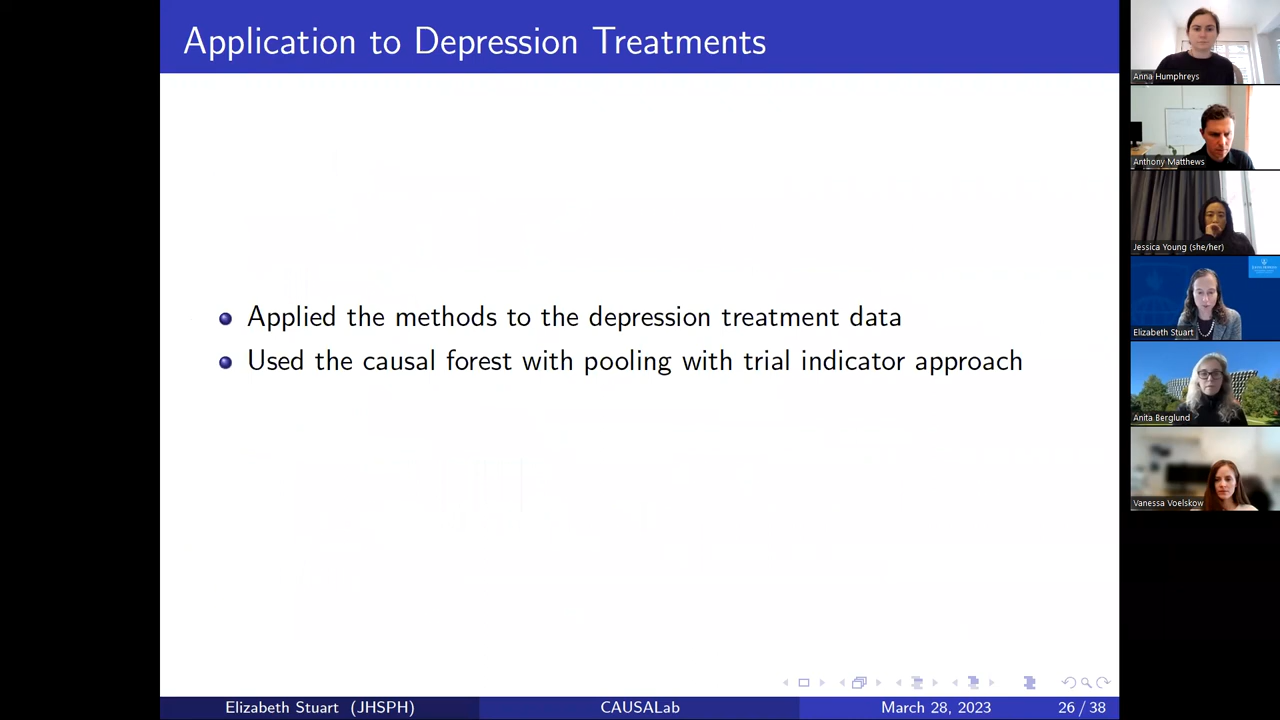 Application to Depression Treatments
Applied the methods to the depression treatment data
Used the causal forest with pooling with trial indicator approach
Elizabeth Stuart (JHSPH)
CAUSALab
March 28, 2023
26 / 38
Anna Humphreys
Anthony Matthews
Jessica Young (she/her)
Elizabeth Stuart
Anita Berglund
Vanessa Voelskow